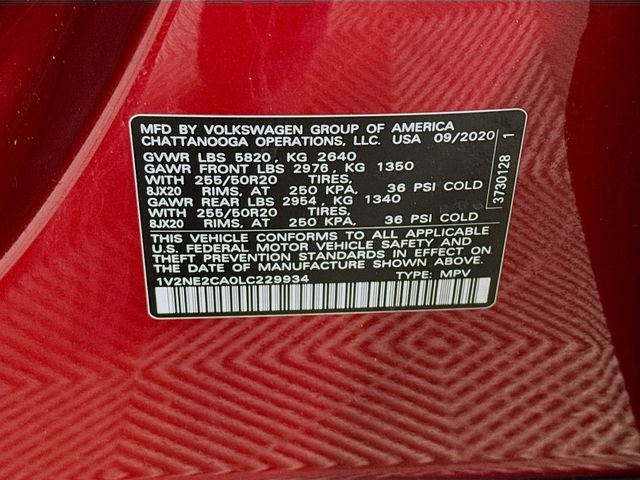 MFD BY VOLKSWAGEN GROUP OF AMERICA
CHATTANOOGA OPERATIONS, LLC. USA 09/2020
GVWR LBS 5820, KG 2640
GAWR FRONT LBS 2976, KG 1350
WITH 255/50R20 TIRES,
8JX20 RIMS, AT 250 KPA, 36 PSI COLD
GAWR REAR LBS 2954, KG 1340
WITH 255/50R20 TIRES,
8JX20 RIMS, AT 250 KPA, 36 PSI COLD
THIS VEHICLE CONFORMS TO ALL APPLICABLE
U.S. FEDERAL MOTOR VEHICLE SAFETY AND
THEFT PREVENTION STANDARDS IN EFFECT ON
DATE OF MANUFACTURE SHOWN ABOVE.
1V2NE2CA0LC229934 TYPE: MPV
3730128 1